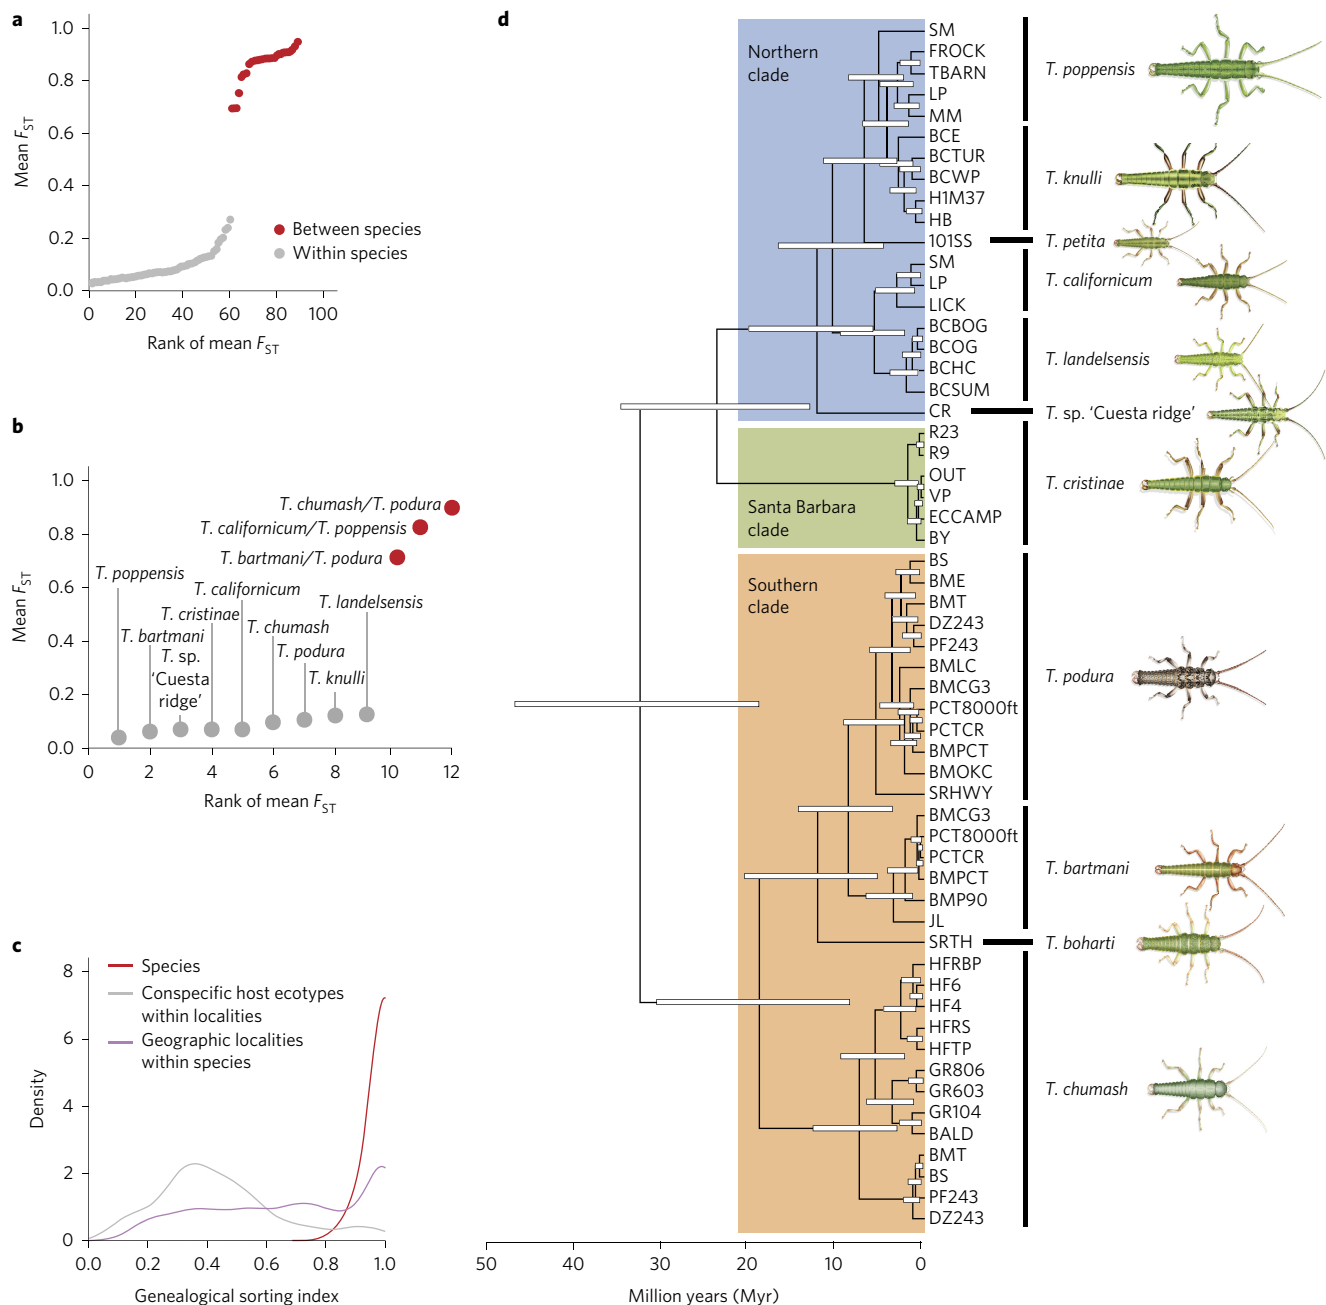 a
1.0
0.8
0.6
0.4
0.2
0.0
Mean FST
0 20 40 60 80 100
Rank of mean FST
Between species
Within species
b
1.0
0.8
0.6
0.4
0.2
0.0
Mean FST
T. chumash/T. podura
T. californicum/T. poppensis
T. bartmani/T. podura
T. poppensis
T. californicum
T. landelsensis
T. cristinae
T. bartmani
T. chumash
T. sp.
'Cuesta
ridge'
T. podura
T. knulli
0 2 4 6 8 10 12
Rank of mean FST
c
8
6
4
2
0
Density
Species
Conspecific host ecotypes
within localities
Geographic localities
within species
0.0 0.2 0.4 0.6 0.8 1.0
Genealogical sorting index
d
Northern
clade
Santa Barbara
clade
Southern
clade
SM
FROCK
TBARN
LP
MM
BCE
BCTUR
BCWP
H1M37
HB
101SS
SM
LP
LICK
BCBOG
BCOG
BCHC
BCSUM
CR
R23
R9
OUT
VP
ECCAMP
BY
BS
BME
BMT
DZ243
PF243
BMLC
BMCG3
PCT8000ft
PCTCR
BMPCT
BMOKC
SRHWY
BMCG3
PCT8000ft
PCTCR
BMPCT
BMP90
JL
SRTH
HFRBP
HF6
HF4
HFRS
HFTP
GR806
GR603
GR104
BALD
BMT
BS
PF243
DZ243
T. poppensis
T. knulli
T. petita
T. californicum
T. landelsensis
T. sp. 'Cuesta ridge'
T. cristinae
T. podura
T. bartmani
T. boharti
T. chumash
50 40 30 20 10 0
Million years (Myr)